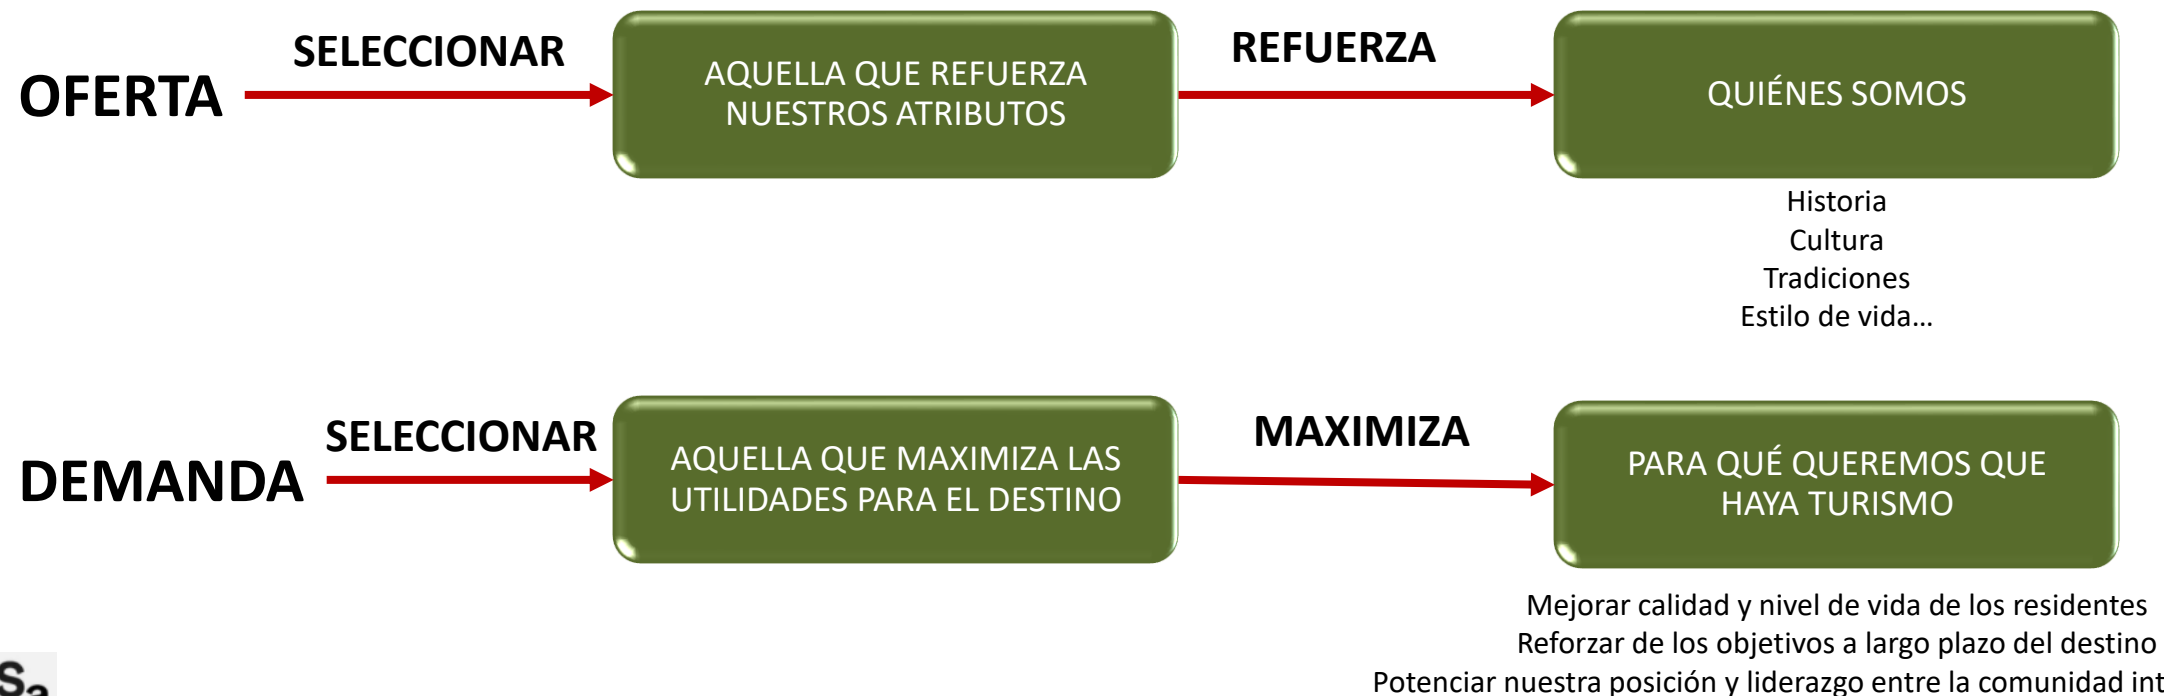 OFERTA
SELECCIONAR
AQUELLA QUE REFUERZA
NUESTROS ATRIBUTOS
REFUERZA
QUIÉNES SOMOS
Historia
Cultura
Tradiciones
Estilo de vida...
DEMANDA
SELECCIONAR
AQUELLA QUE MAXIMIZA LAS
UTILIDADES PARA EL DESTINO
MAXIMIZA
PARA QUÉ QUEREMOS QUE
HAYA TURISMO
Mejorar calidad y nivel de vida de los residentes
Reforzar de los objetivos a largo plazo del destino
Potenciar nuestra posición y liderazgo entre la comunidad